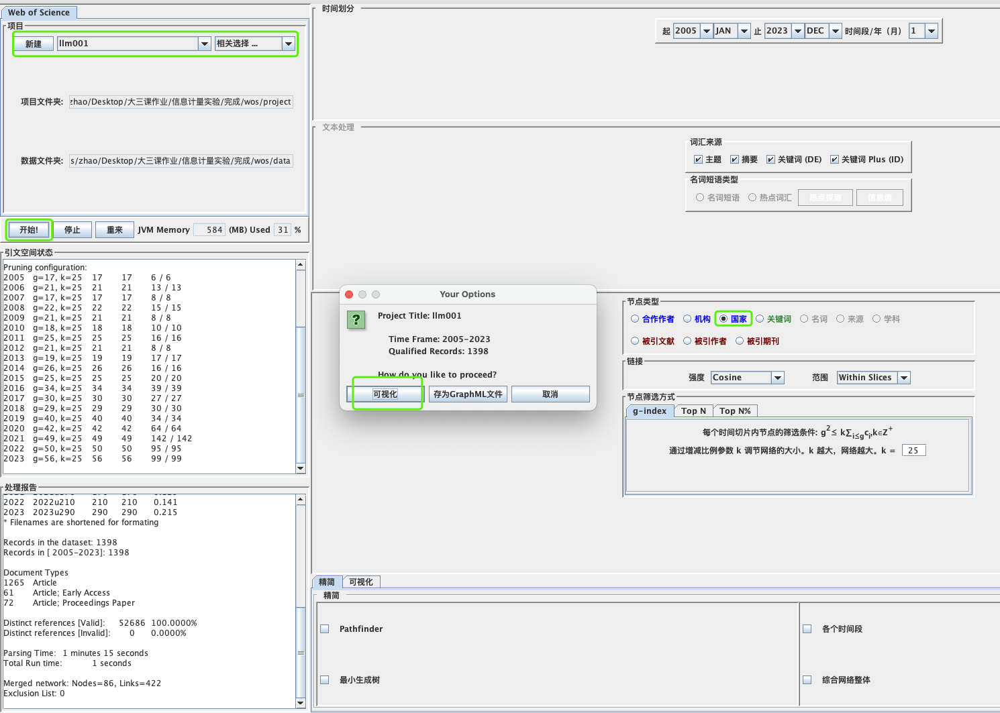 Web of Science
项目
新建 llm001 相关选择 ...
项目文件夹: zhao/Desktop/大三课作业/信息计量实验/完成/wos/project
数据文件夹: s/zhao/Desktop/大三课作业/信息计量实验/完成/wos/data
开始! 停止 重来 JVM Memory 584 (MB) Used 31 %
引文空间状态
Pruning configuration:
2005 g=17, k=25 17 17 6 / 6
2006 g=21, k=25 21 21 13 / 13
2007 g=17, k=25 17 17 8 / 8
2008 g=22, k=25 22 22 15 / 15
2009 g=21, k=25 21 21 8 / 8
2010 g=18, k=25 18 18 10 / 10
2011 g=25, k=25 25 25 16 / 16
2012 g=21, k=25 21 21 8 / 8
2013 g=19, k=25 19 19 17 / 17
2014 g=26, k=25 26 26 16 / 16
2015 g=25, k=25 25 25 20 / 20
2016 g=34, k=25 34 34 39 / 39
2017 g=30, k=25 30 30 27 / 27
2018 g=29, k=25 29 29 30 / 30
2019 g=40, k=25 40 40 34 / 34
2020 g=42, k=25 42 42 64 / 64
2021 g=49, k=25 49 49 142 / 142
2022 g=50, k=25 50 50 95 / 95
2023 g=56, k=25 56 56 99 / 99
处理报告
2022 2022u210 210 210 0.141
2023 2023u290 290 290 0.215
* Filenames are shortened for formating
Records in the dataset: 1398
Records in [ 2005-2023]: 1398
Document Types
1265 Article
61 Article; Early Access
72 Article; Proceedings Paper
Distinct references [Valid]: 52686 100.0000%
Distinct references [Invalid]: 0 0.0000%
Parsing Time: 1 minutes 15 seconds
Total Run time: 1 seconds
Merged network: Nodes=86, Links=422
Exclusion List: 0
时间划分
起 2005 JAN 止 2023 DEC 时间段/年（月） 1
文本处理
词汇来源
主题 摘要 关键词 (DE) 关键词 Plus (ID)
名词短语类型
名词短语 热点词汇 热点探测 信息熵
Your Options
Project Title: llm001
Time Frame: 2005-2023
Qualified Records: 1398
How do you like to proceed?
可视化 存为GraphML文件 取消
节点类型
合作作者 机构 国家 关键词 名词 来源 学科
被引文献 被引作者 被引期刊
链接
强度 Cosine 范围 Within Slices
节点筛选方式
g-index Top N Top N%
每个时间切片内节点的筛选条件: g²≤ k∑i≤gci,k∈Z⁺
通过增减比例参数 k 调节网络的大小。k 越大，网络越大。k = 25
精简 可视化
精简
Pathfinder 各个时间段
最小生成树 综合网络整体